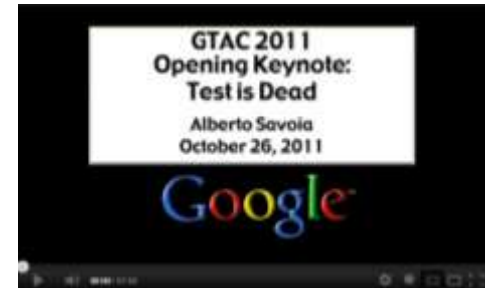 GTAC 2011
Opening Keynote:
Test is Dead
Alberto Savoia
October 26, 2011
Google